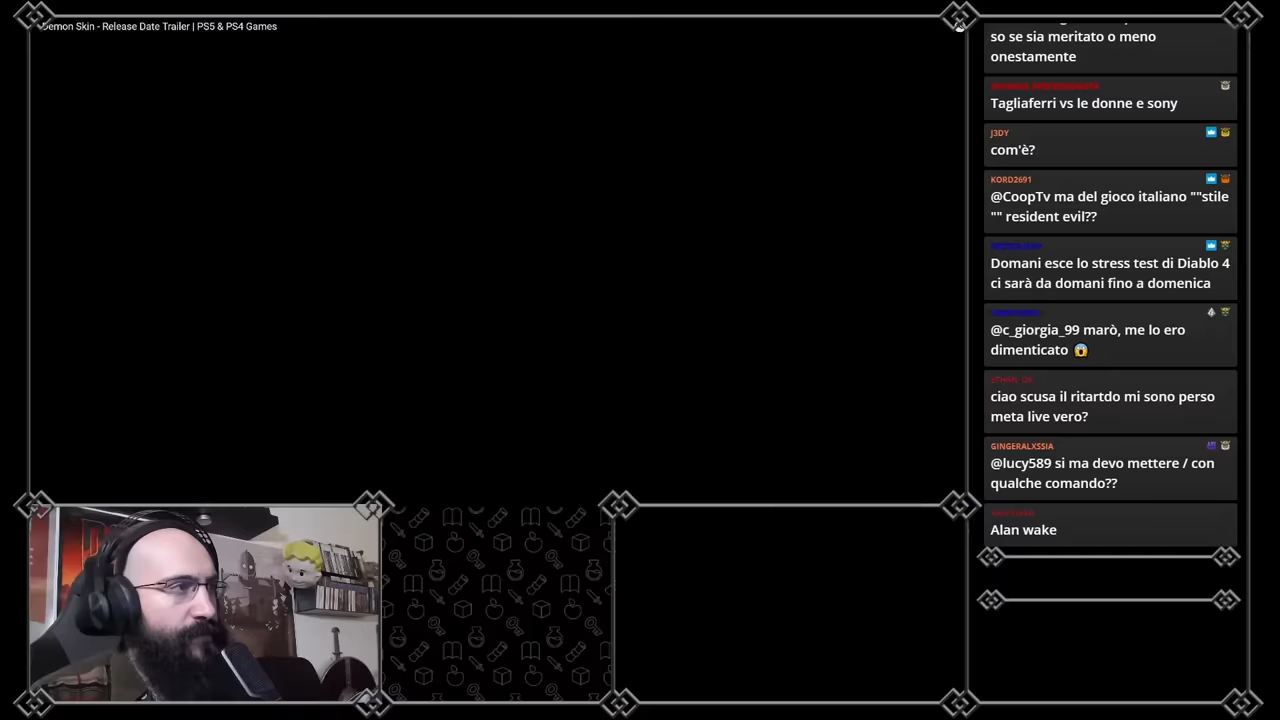 Demon Skin - Release Date Trailer | PS5 & PS4 Games
so se sia meritato o meno
onestamente
Tagliaferri vs le donne e sony
J3DY
com'è?
KORD2691
@CoopTv ma del gioco italiano ""stile
"" resident evil??
Domani esce lo stress test di Diablo 4
ci sarà da domani fino a domenica
@c_giorgia_99 marò, me lo ero
dimenticato 😱
ciao scusa il ritartdo mi sono perso
meta live vero?
GINGERALXSSIA
@lucy589 si ma devo mettere / con
qualche comando??
Alan wake